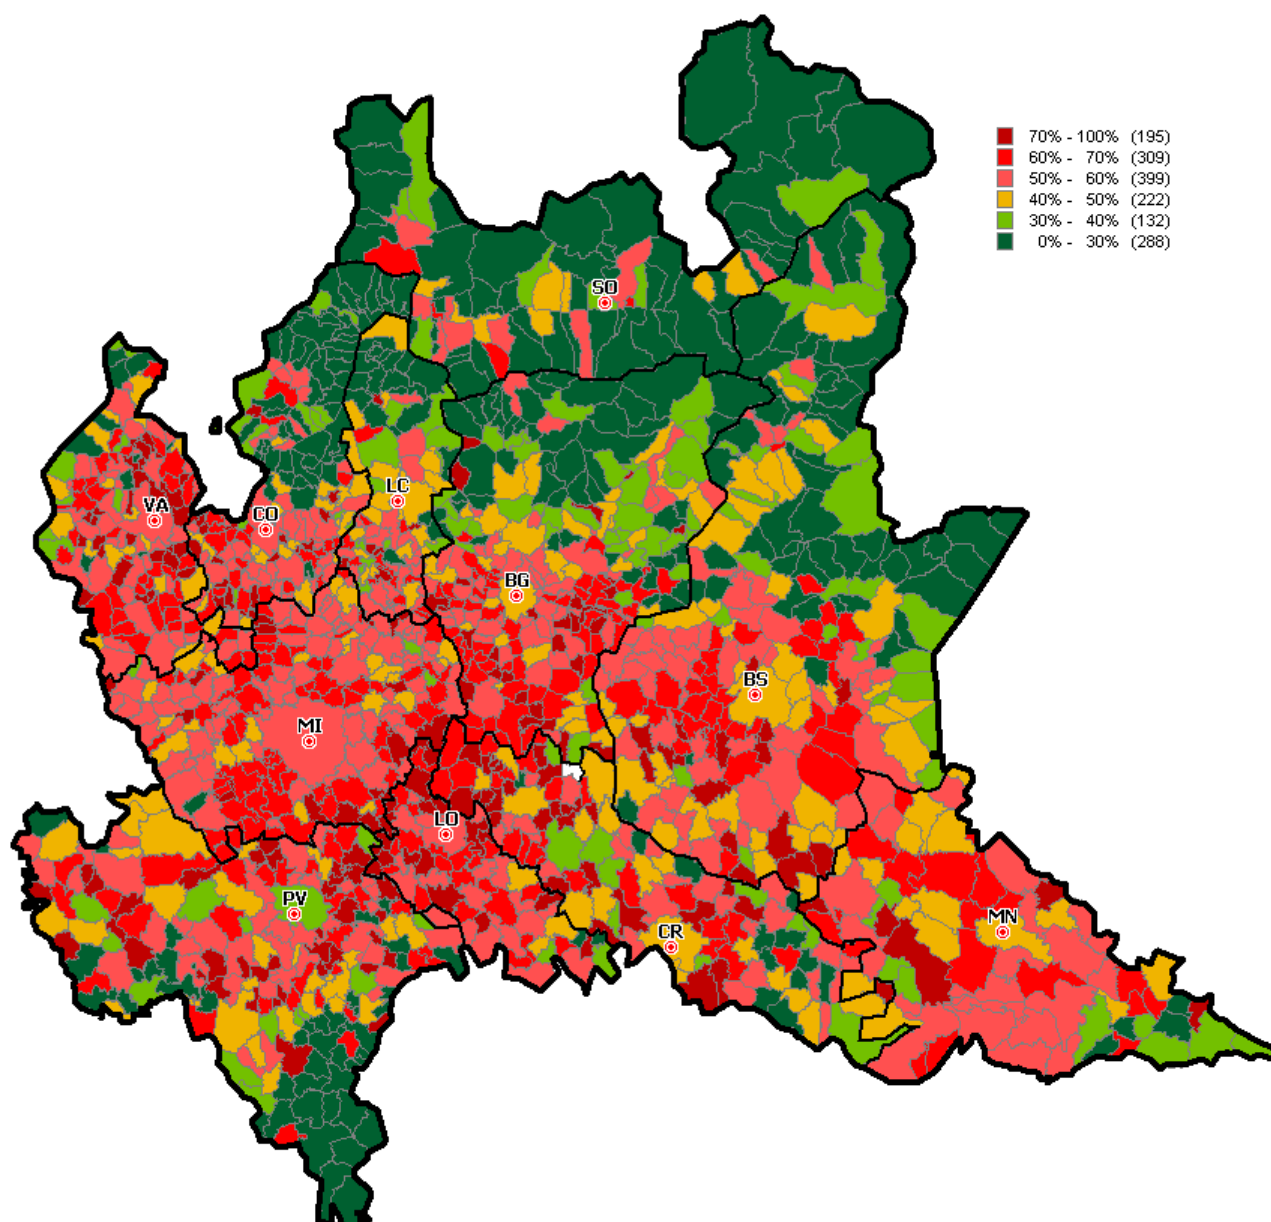 70% - 100% (195)
60% - 70% (309)
50% - 60% (399)
40% - 50% (222)
30% - 40% (132)
0% - 30% (288)
SO
LC
VA
CO
BG
BS
MI
LO
PV
MN
CR